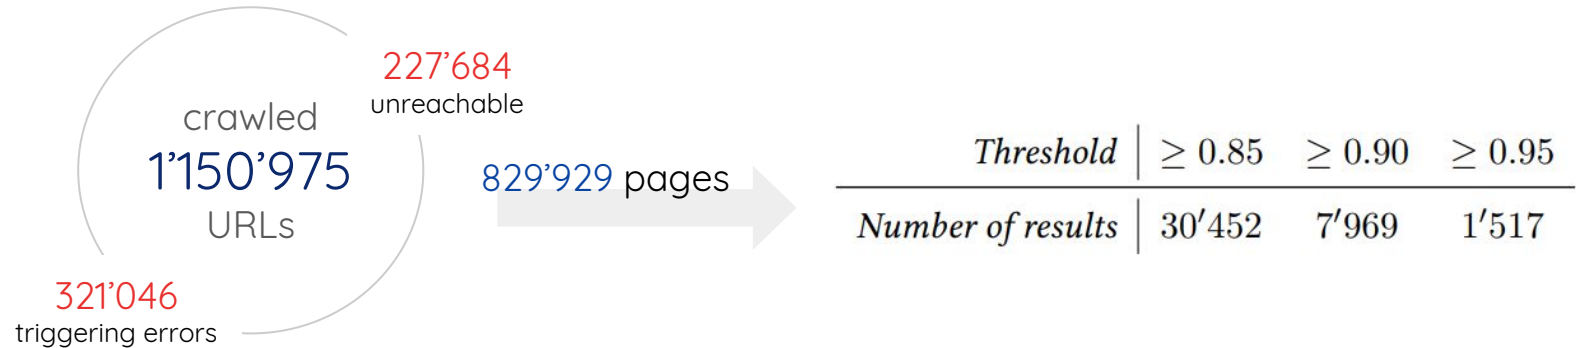 227’684
unreachable
crawled
1’150’975
URLs
321’046
triggering errors
829’929 pages
Threshold ≥ 0.85 ≥ 0.90 ≥ 0.95
Number of results 30′452 7′969 1′517